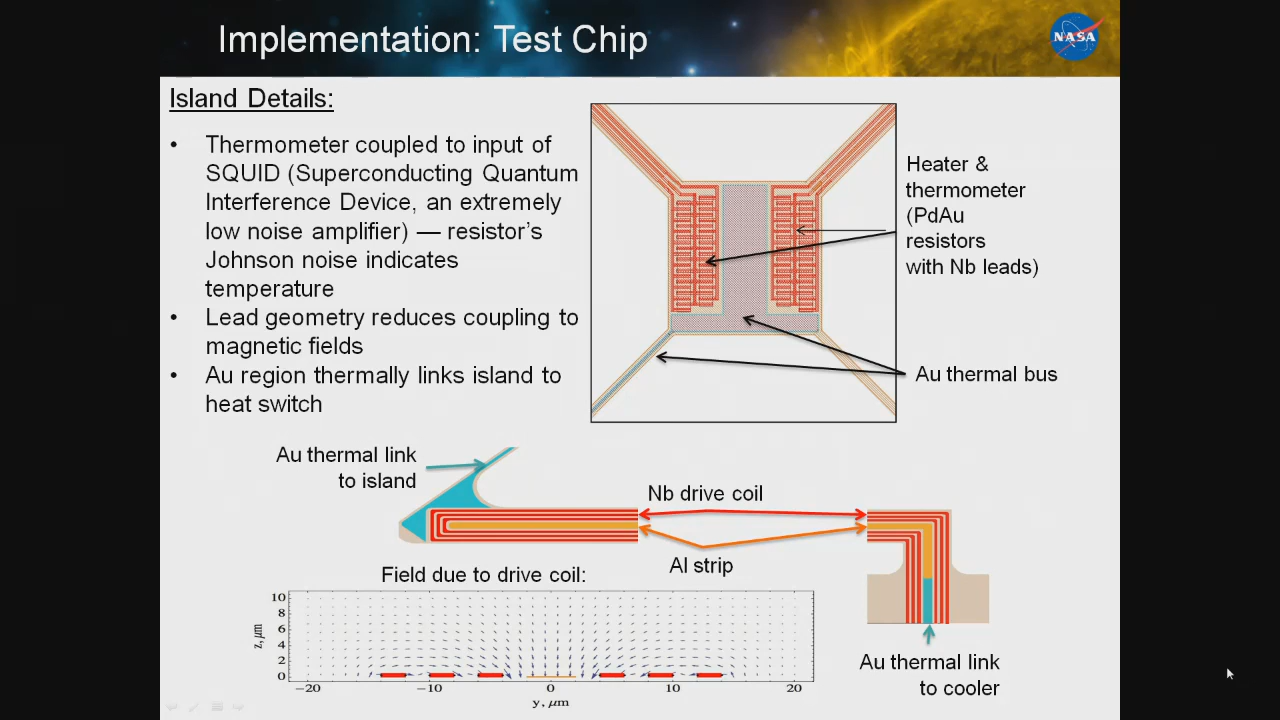 Implementation: Test Chip
NASA
Island Details:
• Thermometer coupled to input of
SQUID (Superconducting Quantum
Interference Device, an extremely
low noise amplifier) — resistor's
Johnson noise indicates
temperature
• Lead geometry reduces coupling to
magnetic fields
• Au region thermally links island to
heat switch
Heater &
thermometer
(PdAu
resistors
with Nb leads)
Au thermal bus
Au thermal link
to island
Nb drive coil
Al strip
Field due to drive coil:
10
8
6
4
2
0
z, μm
−20
−10
0
10
20
y, μm
Au thermal link
to cooler